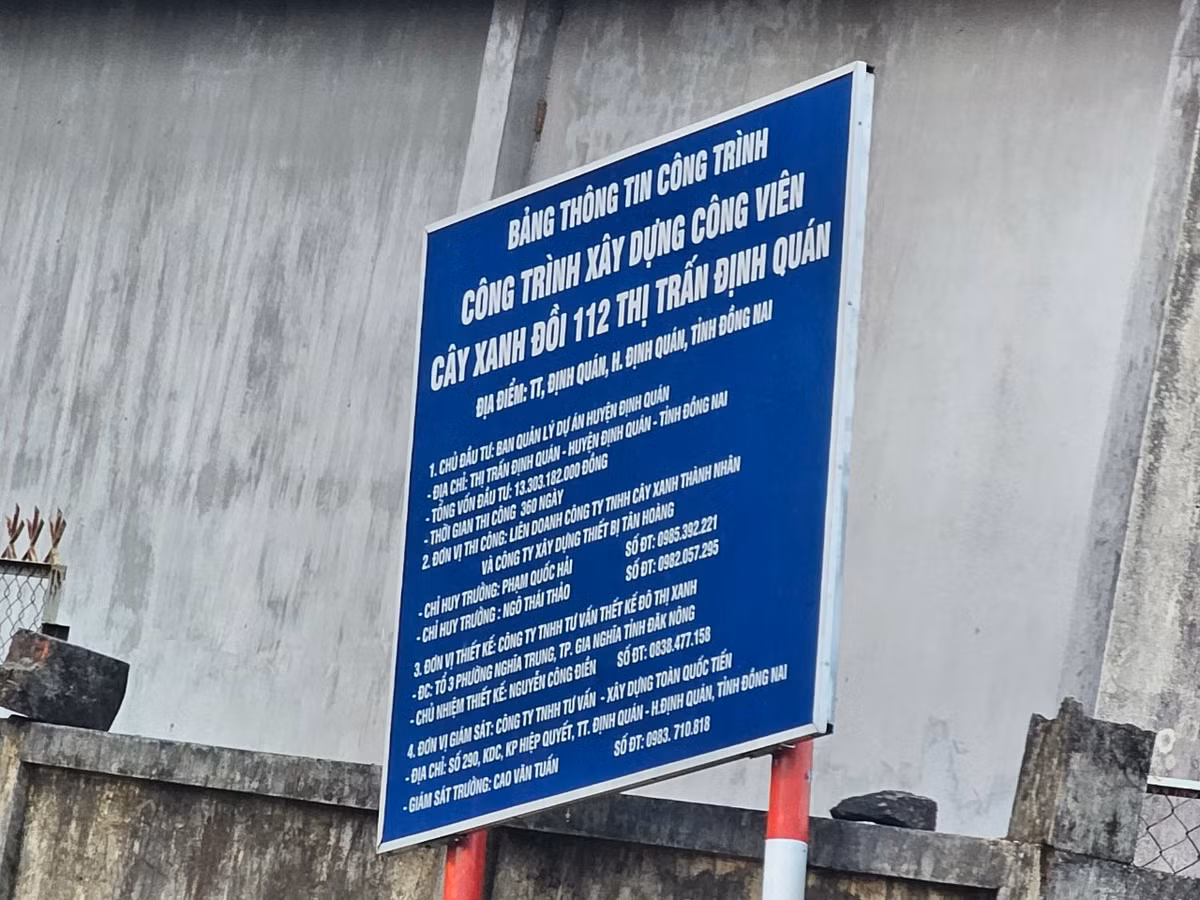 BẢNG THÔNG TIN CÔNG TRÌNH
CÔNG TRÌNH XÂY DỰNG CÔNG VIÊN
CÂY XANH ĐỒI 112 THỊ TRẤN ĐỊNH QUÁN
ĐỊA ĐIỂM: TT, ĐỊNH QUÁN, H. ĐỊNH QUÁN, TỈNH ĐỒNG NAI
1. CHỦ ĐẦU TƯ: BAN QUẢN LÝ DỰ ÁN HUYỆN ĐỊNH QUÁN
- ĐỊA CHỈ: THỊ TRẤN ĐỊNH QUÁN - HUYỆN ĐỊNH QUÁN - TỈNH ĐỒNG NAI
- TỔNG VỐN ĐẦU TƯ: 13.303.182.000 ĐỒNG
- THỜI GIAN THI CÔNG 360 NGÀY
2. ĐƠN VỊ THI CÔNG: LIÊN DOANH CÔNG TY TNHH CÂY XANH THÀNH NHÂN
VÀ CÔNG TY XÂY DỰNG THIẾT BỊ TÂN HOÀNG
- CHỈ HUY TRƯỞNG: PHẠM QUỐC HẢI SỐ ĐT: 0985.392.221
- CHỈ HUY TRƯỞNG : NGÔ THÁI THẢO SỐ ĐT: 0982.057.295
3. ĐƠN VỊ THIẾT KẾ: CÔNG TY TNHH TƯ VẤN THIẾT KẾ ĐÔ THỊ XANH
- ĐC: TỔ 3 PHƯỜNG NGHĨA TRUNG, TP. GIA NGHĨA TỈNH ĐĂK NÔNG
- CHỦ NHIỆM THIẾT KẾ: NGUYỄN CÔNG ĐIỀN SỐ ĐT: 0838.477.158
4. ĐƠN VỊ GIÁM SÁT: CÔNG TY TNHH TƯ VẤN - XÂY DỰNG TOÀN QUỐC TIẾN
- ĐỊA CHỈ: SỐ 290, KDC, KP HIỆP QUYẾT, TT. ĐỊNH QUÁN - H.ĐỊNH QUÁN, TỈNH ĐỒNG NAI
- GIÁM SÁT TRƯỞNG: CAO VĂN TUẤN SỐ ĐT: 0983. 710.818